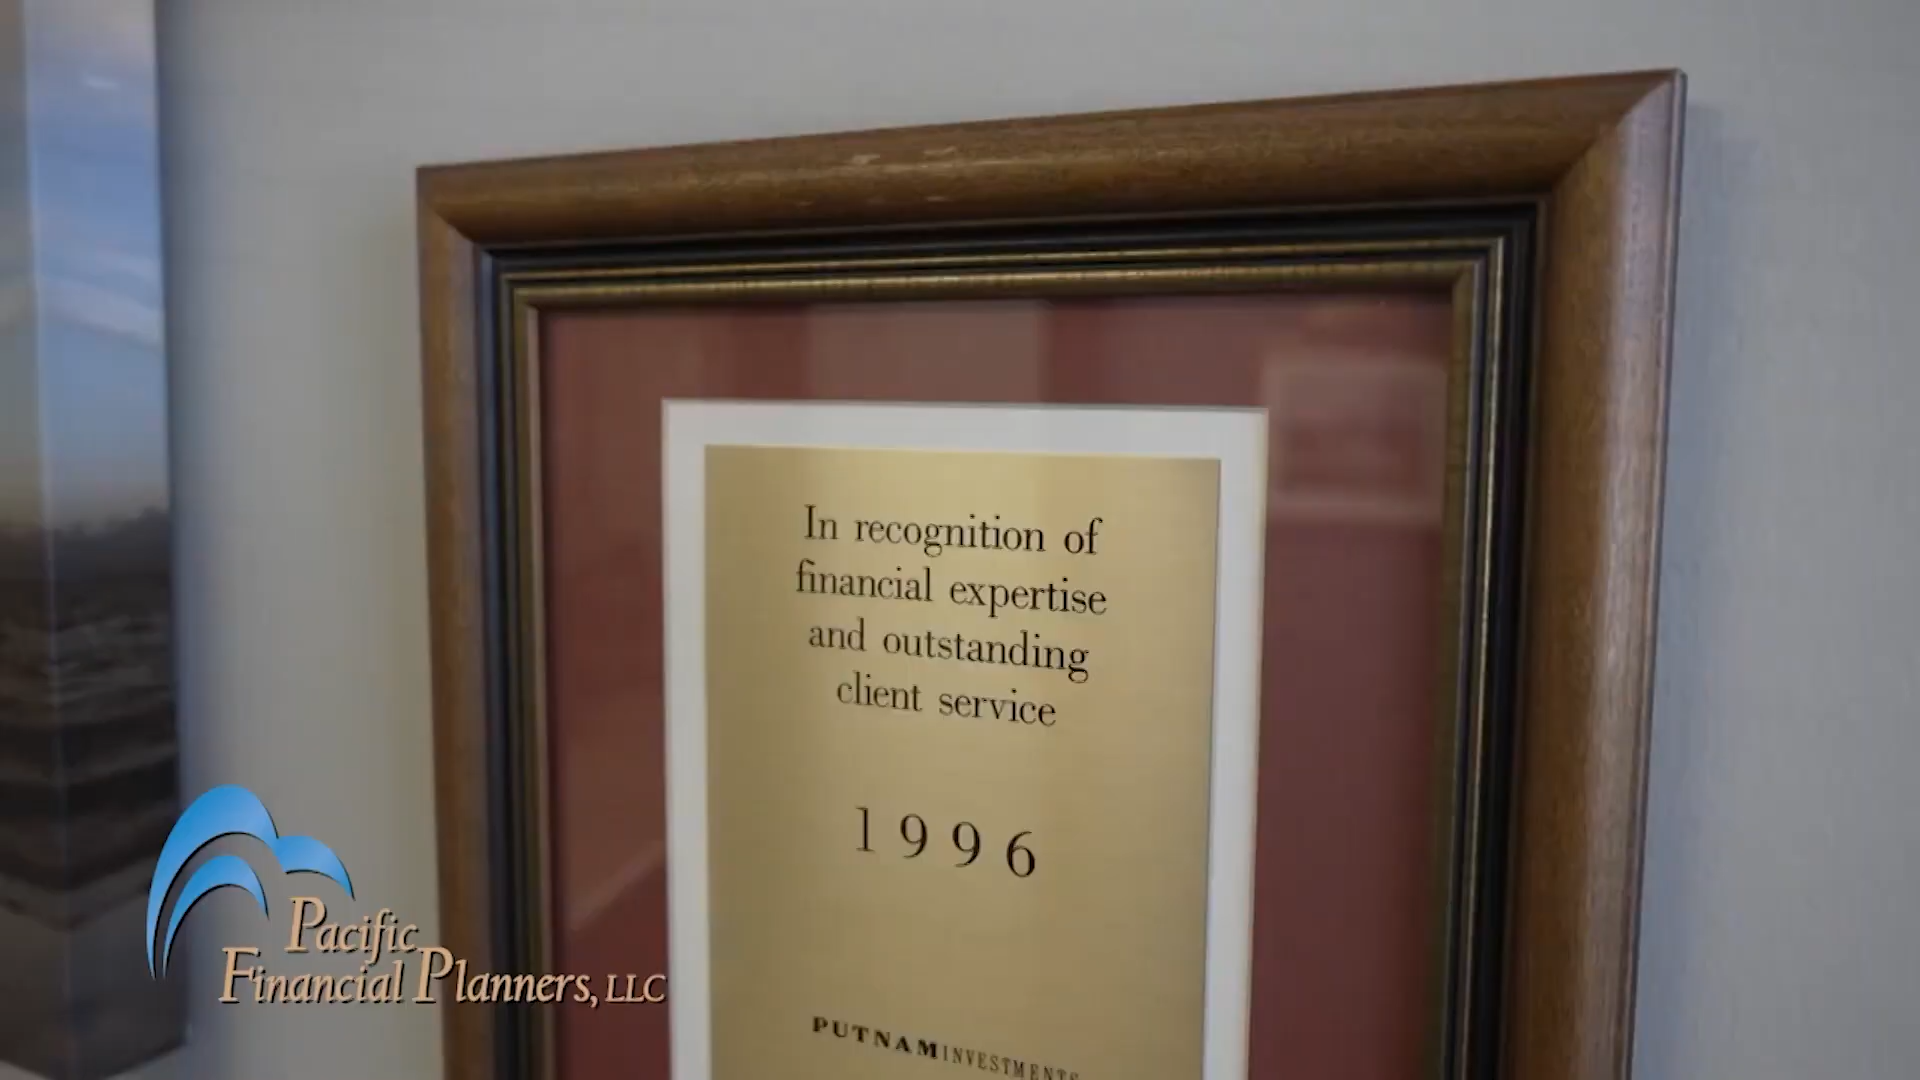 In recognition of
financial expertise
and outstanding
client service
1996
PUTNAM INVESTMENTS
Pacific
Financial Planners, LLC